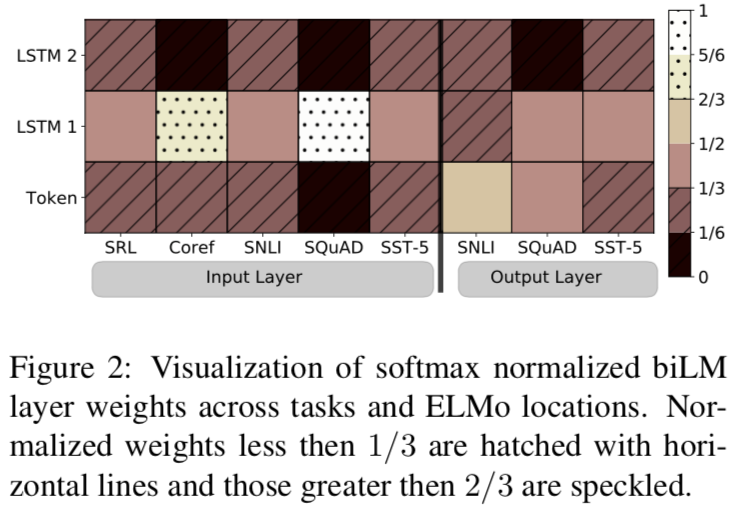 LSTM 2
LSTM 1
Token
SRL Coref SNLI SQuAD SST-5 SNLI SQuAD SST-5
Input Layer Output Layer
1
5/6
2/3
1/2
1/3
1/6
0
Figure 2: Visualization of softmax normalized biLM
layer weights across tasks and ELMo locations. Nor-
malized weights less then 1/3 are hatched with hori-
zontal lines and those greater then 2/3 are speckled.